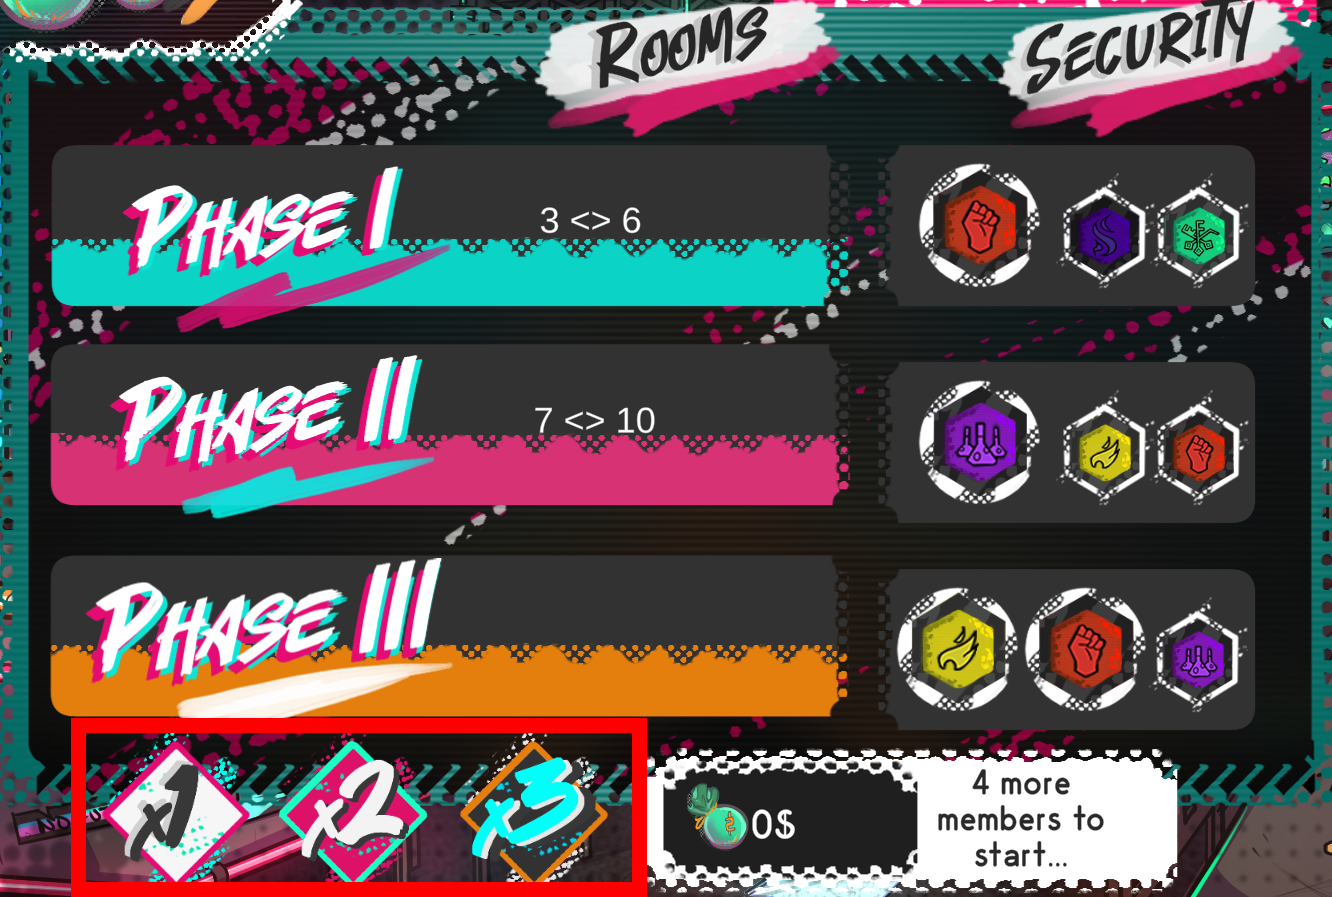 ROOMS
SECURITY
PHASE I
3 <> 6
PHASE II
7 <> 10
PHASE III
x1
x2
x3
0$
4 more
members to
start...